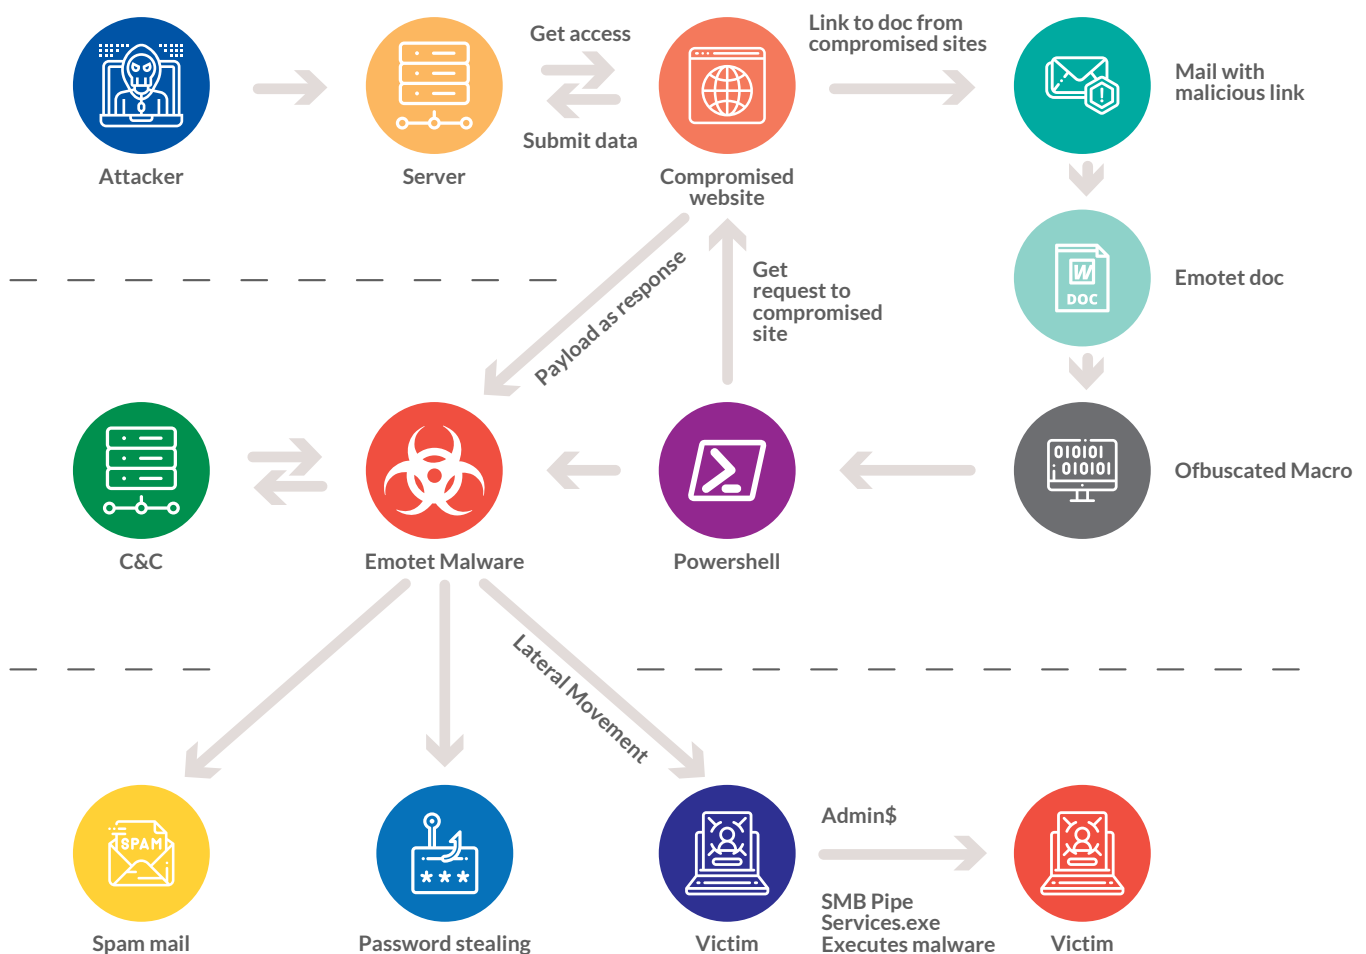 Get access
Submit data
Link to doc from
compromised sites
Mail with
malicious link
Attacker
Server
Compromised
website
Payload as response
Get
request to
compromised
site
W
DOC
Emotet doc
010101
010101
Ofbuscated Macro
C&C
Emotet Malware
Powershell
Lateral Movement
SPAM
***
Admin$
SMB Pipe
Services.exe
Executes malware
Spam mail
Password stealing
Victim
Victim